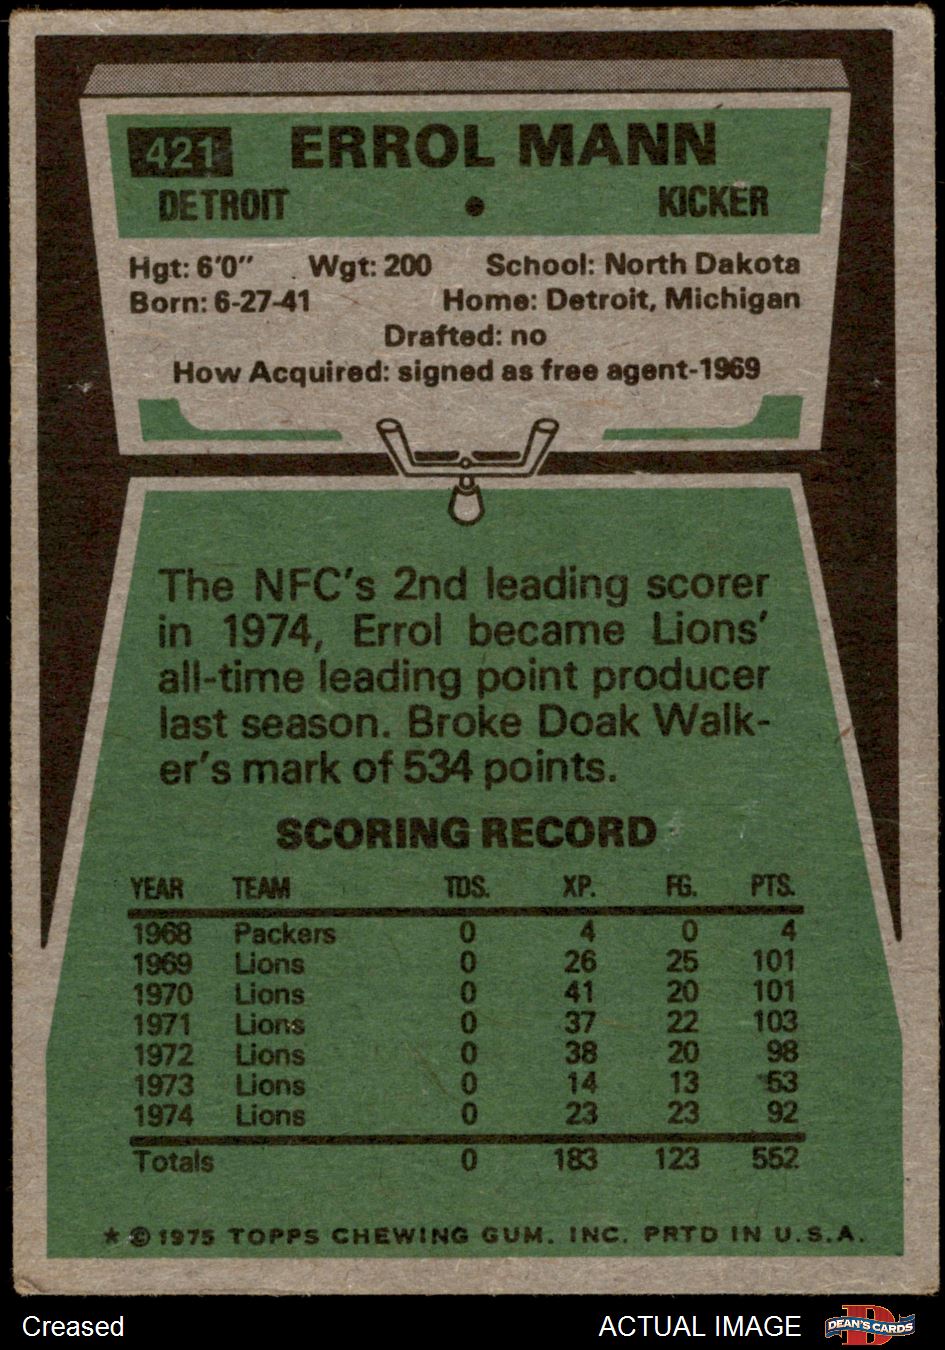 421 ERROL MANN
DETROIT • KICKER
Hgt: 6'0" Wgt: 200 School: North Dakota
Born: 6-27-41 Home: Detroit, Michigan
Drafted: no
How Acquired: signed as free agent-1969
The NFC's 2nd leading scorer
in 1974, Errol became Lions'
all-time leading point producer
last season. Broke Doak Walk-
er's mark of 534 points.
SCORING RECORD
YEAR TEAM TDS. XP. FG. PTS.
1968 Packers 0 4 0 4
1969 Lions 0 26 25 101
1970 Lions 0 41 20 101
1971 Lions 0 37 22 103
1972 Lions 0 38 20 98
1973 Lions 0 14 13 53
1974 Lions 0 23 23 92
Totals 0 183 123 552
* © 1975 TOPPS CHEWING GUM. INC. PRTD IN U.S.A.
Creased ACTUAL IMAGE D DEAN'S CARDS